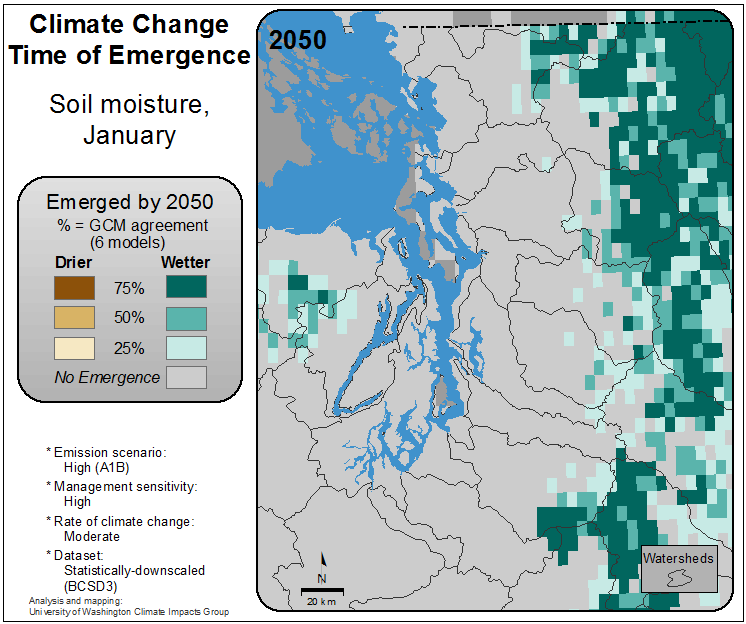 Climate Change
Time of Emergence
Soil moisture,
January
Emerged by 2050
% = GCM agreement
(6 models)
Drier Wetter
75%
50%
25%
No Emergence
* Emission scenario:
High (A1B)
* Management sensitivity:
High
* Rate of climate change:
Moderate
* Dataset:
Statistically-downscaled
(BCSD3)
Analysis and mapping:
University of Washington Climate Impacts Group
2050
N
20 km
Watersheds